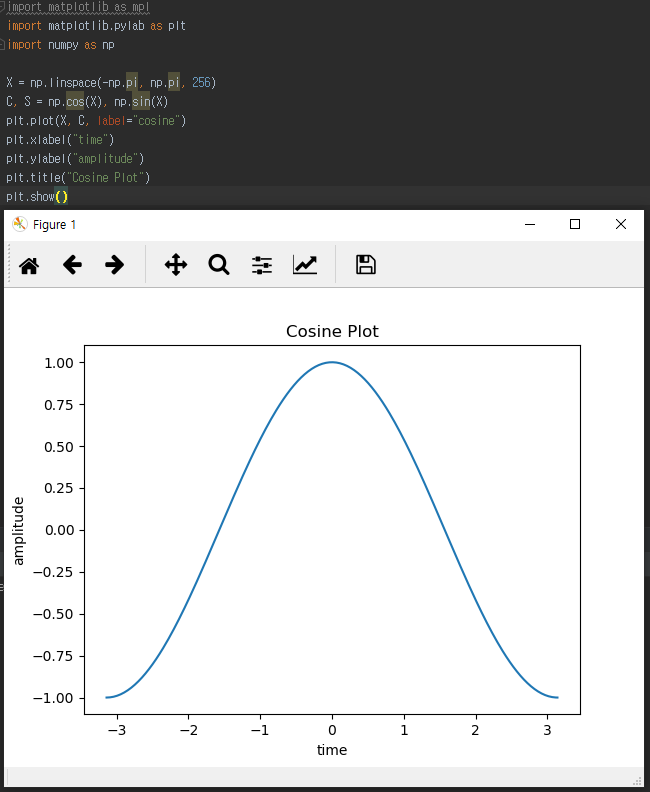 import matplotlib as mpl
import matplotlib.pylab as plt
import numpy as np
X = np.linspace(-np.pi, np.pi, 256)
C, S = np.cos(X), np.sin(X)
plt.plot(X, C, label="cosine")
plt.xlabel("time")
plt.ylabel("amplitude")
plt.title("Cosine Plot")
plt.show()
Figure 1
Cosine Plot
1.00
0.75
0.50
0.25
0.00
−0.25
−0.50
−0.75
−1.00
amplitude
−3 −2 −1 0 1 2 3
time